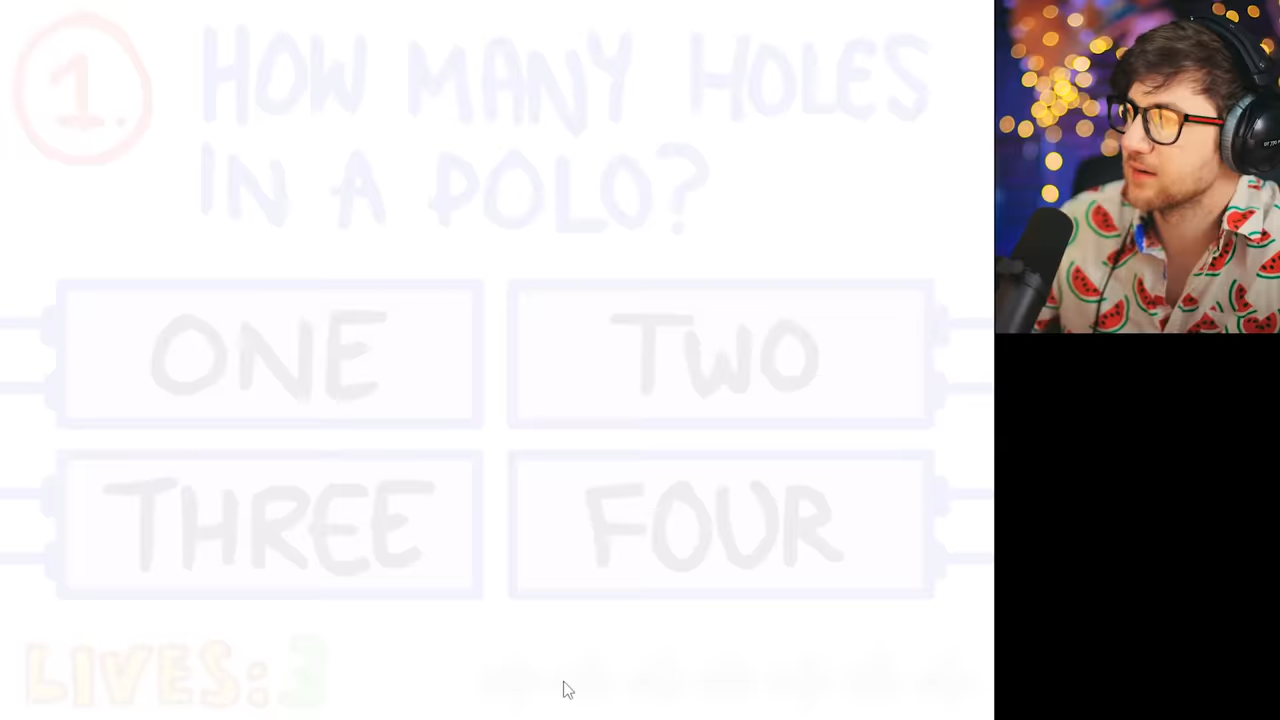 1. HOW MANY HOLES
IN A POLO?
ONE
TWO
THREE
FOUR
LIVES: 3